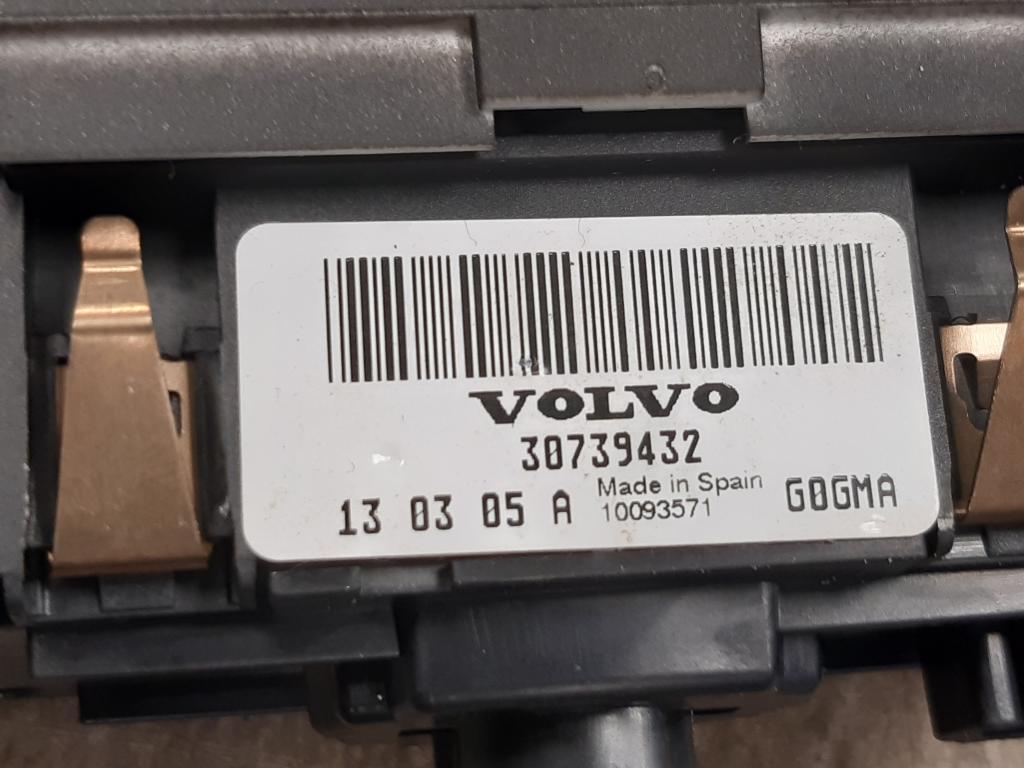 VOLVO
30739432
13 03 05 A Made in Spain G0GMA
10093571